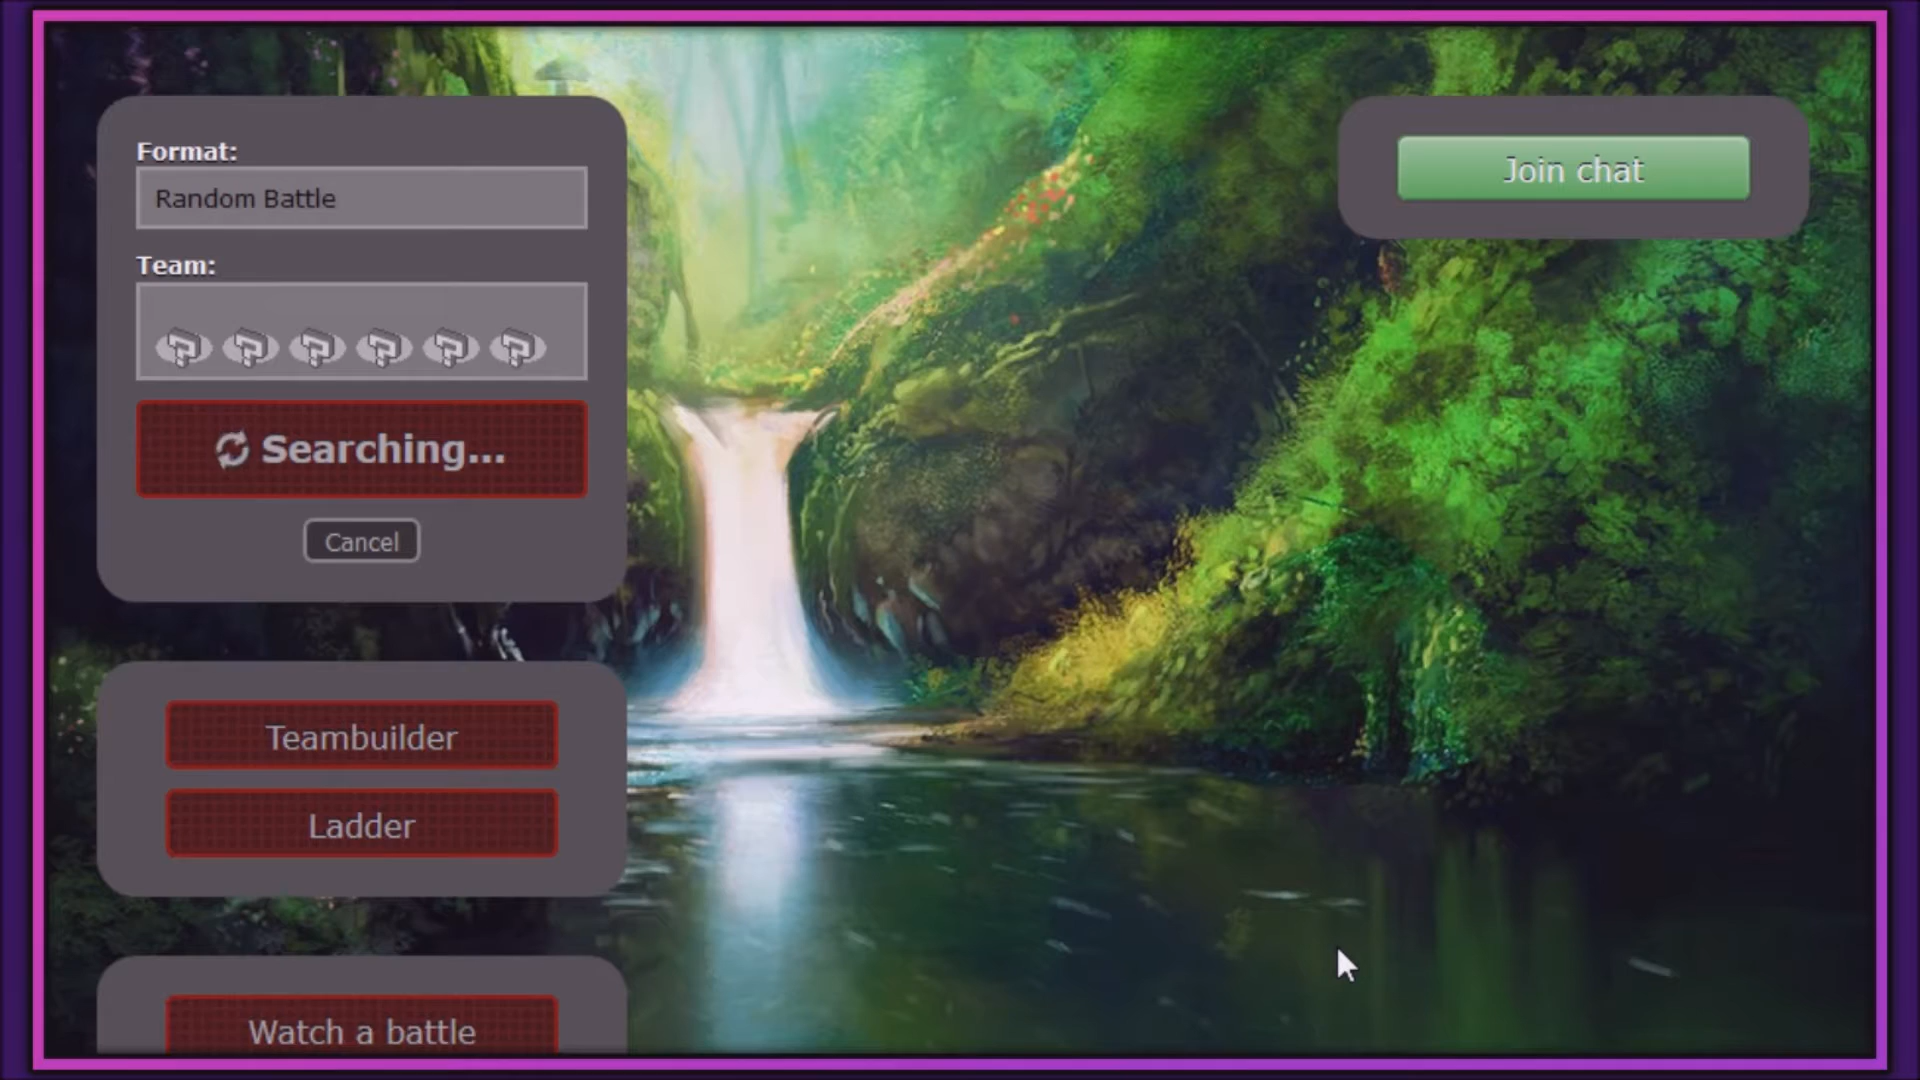 Format:
Random Battle
Team:
Searching...
Cancel
Teambuilder
Ladder
Watch a battle
Join chat